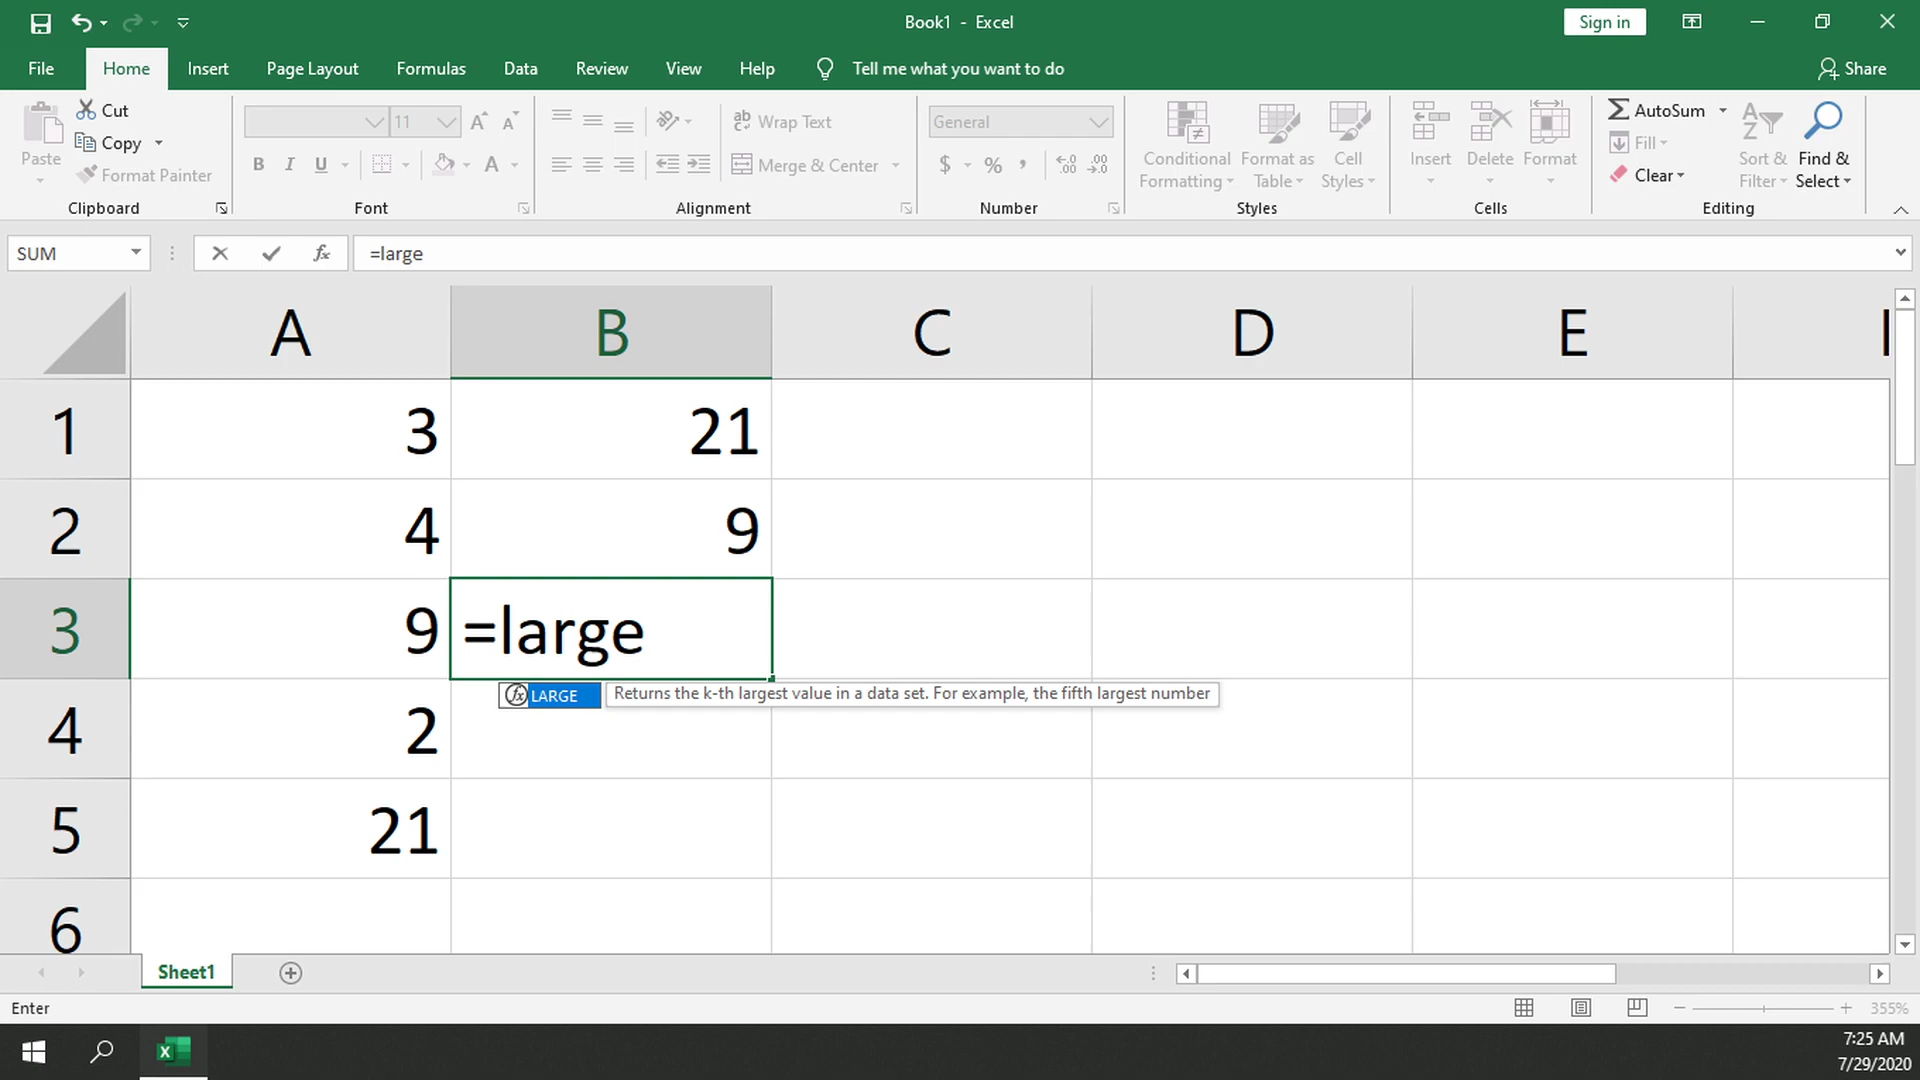 Book1 - Excel
Sign in
File Home Insert Page Layout Formulas Data Review View Help Tell me what you want to do Share
Paste
Cut
Copy
Format Painter
Clipboard
11
B I U
Font
Wrap Text
Merge & Center
Alignment
General
$ % ,
Number
Conditional Formatting
Format as Table
Cell Styles
Styles
Insert Delete Format
Cells
AutoSum
Fill
Clear
Sort & Filter
Find & Select
Editing
SUM
fx
=large
A B C D E
1 3 21
2 4 9
3 9 =large
LARGE Returns the k-th largest value in a data set. For example, the fifth largest number
4 2
5 21
6
Sheet1
Enter
355%
7:25 AM
7/29/2020